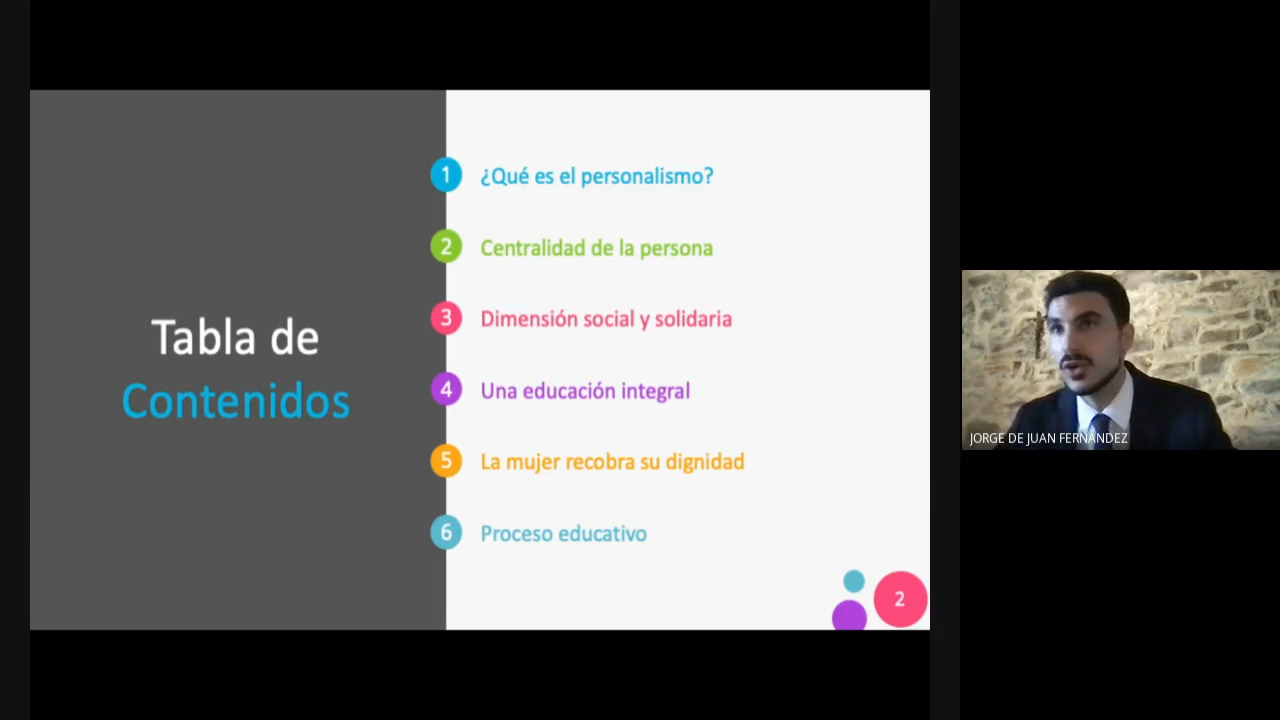 Tabla de
Contenidos
1 ¿Qué es el personalismo?
2 Centralidad de la persona
3 Dimensión social y solidaria
4 Una educación integral
5 La mujer recobra su dignidad
6 Proceso educativo
2
JORGE DE JUAN FERNÁNDEZ